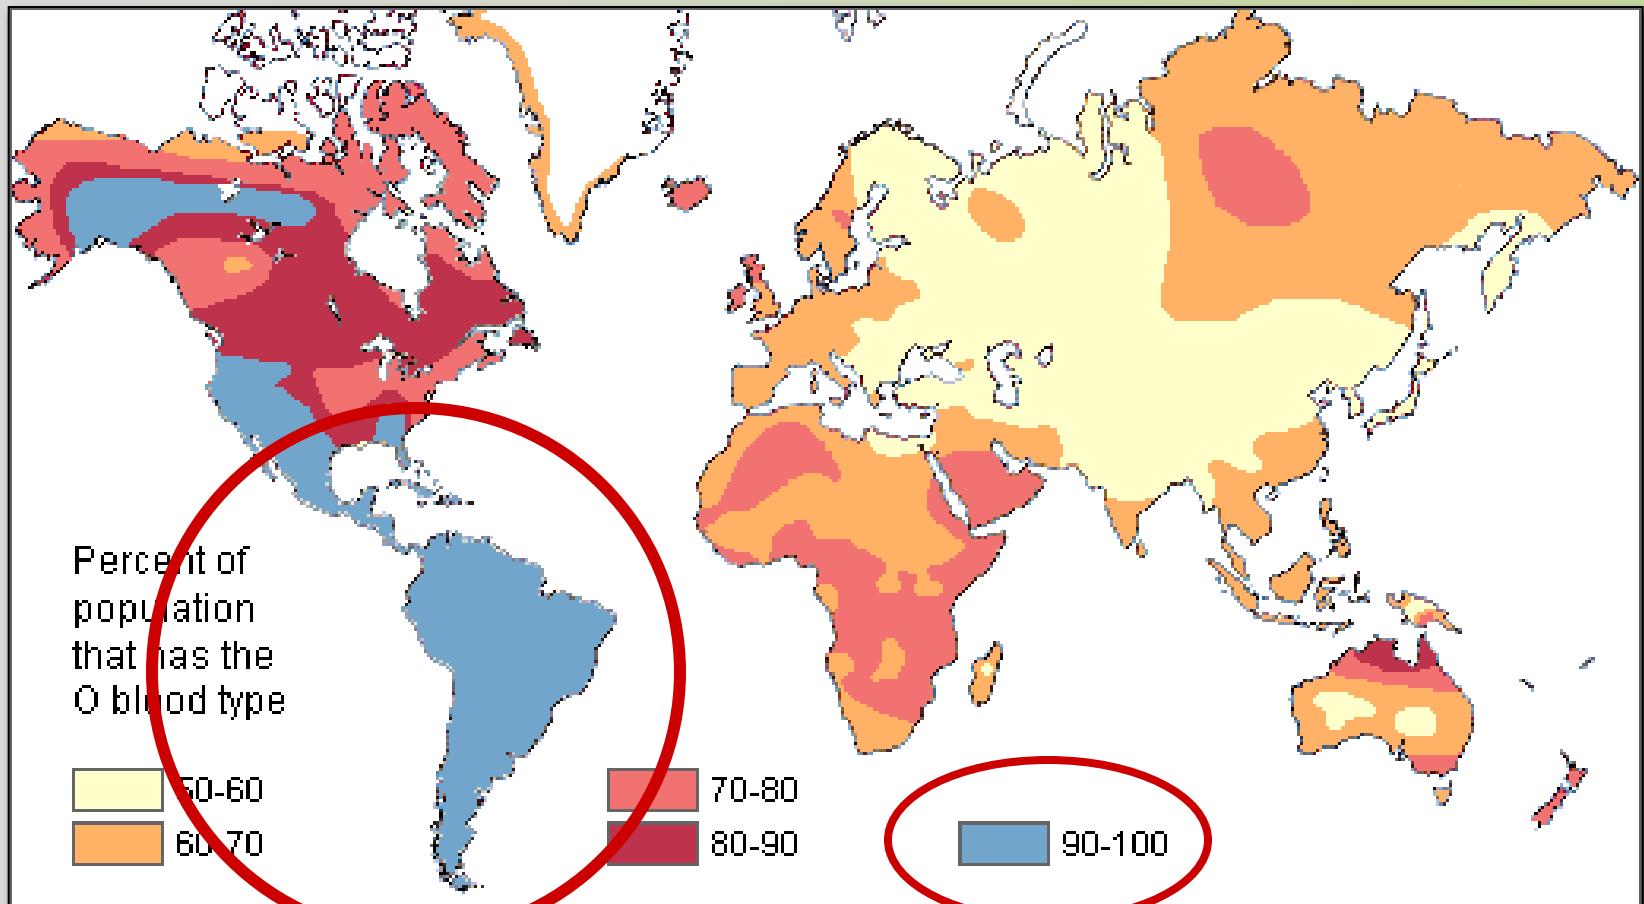 Percent of
population
that has the
O blood type
50-60
60-70
70-80
80-90
90-100